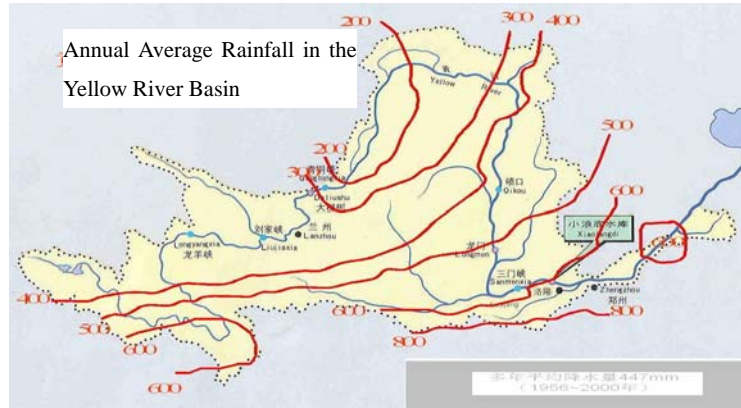 Annual Average Rainfall in the
Yellow River Basin
200
300
400
Yellow
River
500
200
300
Daliushu
大柳树
碛口
Qikou
600
小浪底水库
Xiaolangdi
刘家峡
Liujiaxia
兰州
Lanzhou
Longyangxia
龙羊峡
龙门
Longmen
三门峡
Sanmenxia
洛陽
Zhengzhou
郑州
400
500
600
600
600
800
800
多年平均降水量447mm
(1956-2000年)